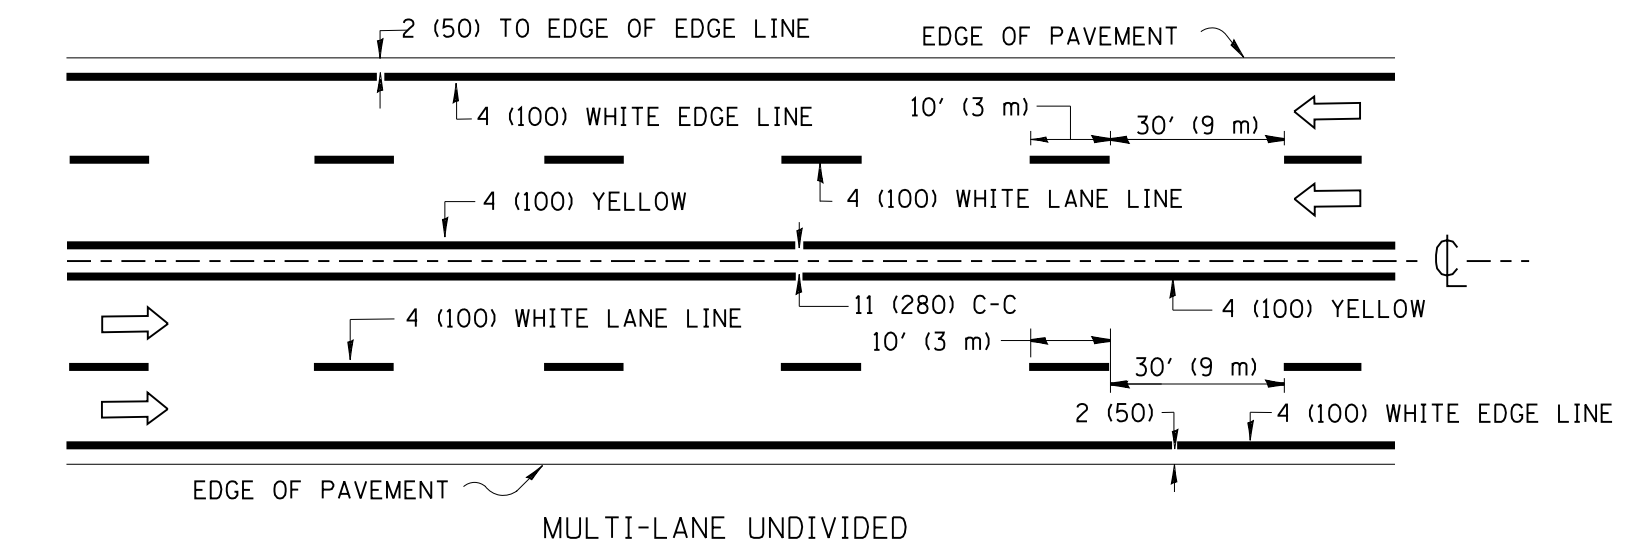 2 (50) TO EDGE OF EDGE LINE
EDGE OF PAVEMENT
4 (100) WHITE EDGE LINE
10' (3 m)
30' (9 m)
4 (100) YELLOW
4 (100) WHITE LANE LINE
℄
11 (280) C-C
4 (100) YELLOW
4 (100) WHITE LANE LINE
10' (3 m)
30' (9 m)
2 (50)
4 (100) WHITE EDGE LINE
EDGE OF PAVEMENT
MULTI-LANE UNDIVIDED